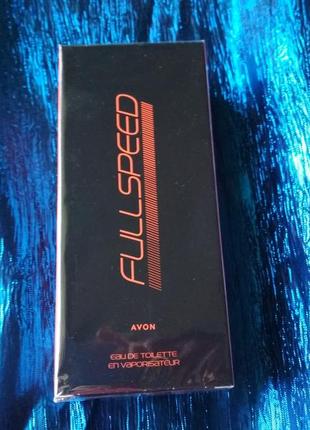 FULLSPEED
AVON
EAU DE TOILETTE
EN VAPORISATEUR